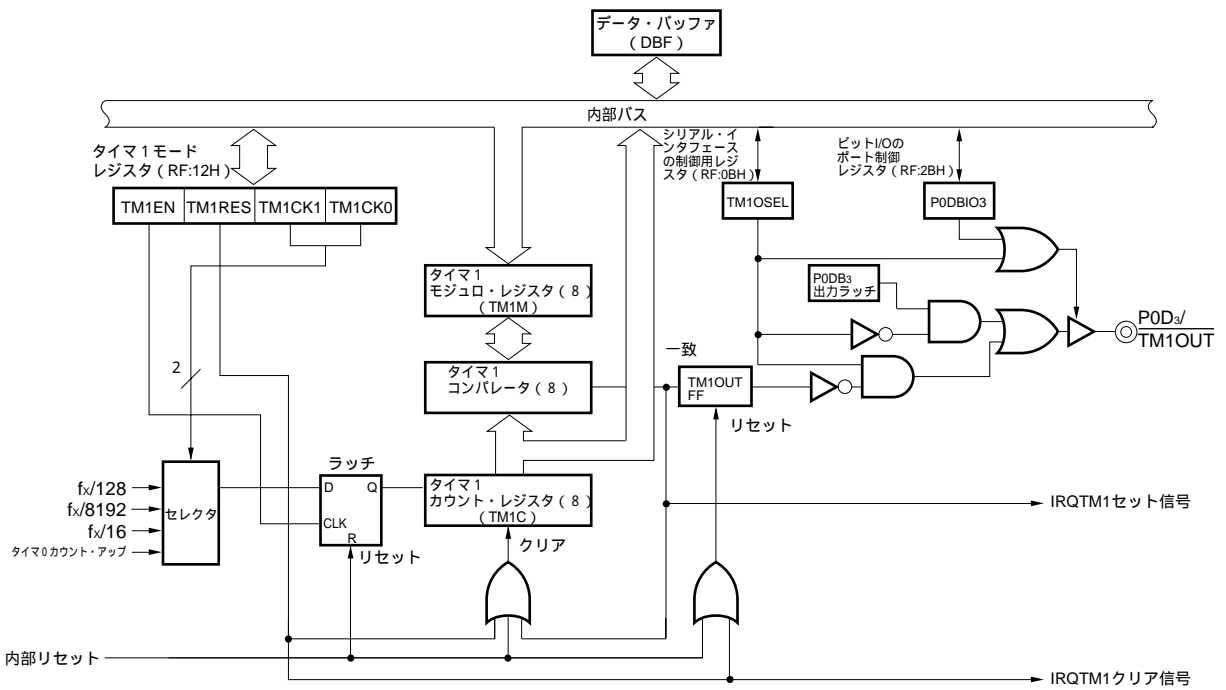 データ・バッファ
(DBF)
内部バス
タイマ1モード
レジスタ(RF:12H)
シリアル・イ
ンタフェース
の制御用レジ
スタ(RF:0BH)
ビットI/Oの
ポート制御
レジスタ(RF:2BH)
TM1EN TM1RES TM1CK1 TM1CK0
TM1OSEL
P0DBIO3
タイマ1
モジュロ・レジスタ(8)
(TM1M)
P0DB3
出力ラッチ
P0D3/
TM1OUT
一致
2
タイマ1
コンパレータ(8)
TM1OUT
FF
リセット
ラッチ
fX/128
fX/8192
fX/16
タイマ0カウント・アップ
セレクタ
D Q
CLK
R
リセット
タイマ1
カウント・レジスタ(8)
(TM1C)
クリア
IRQTM1セット信号
内部リセット
IRQTM1クリア信号